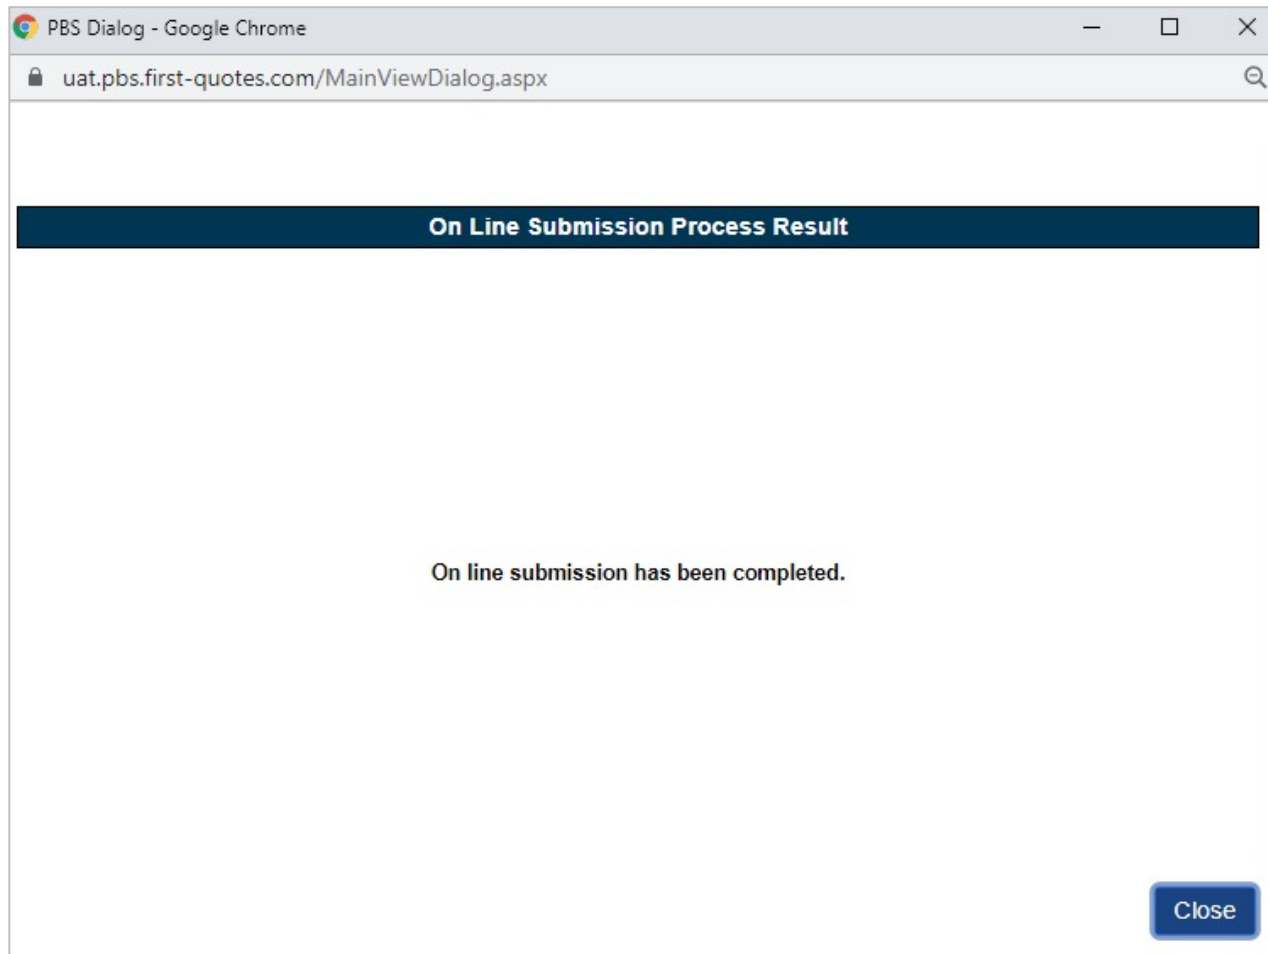 PBS Dialog - Google Chrome
uat.pbs.first-quotes.com/MainViewDialog.aspx
On Line Submission Process Result
On line submission has been completed.
Close